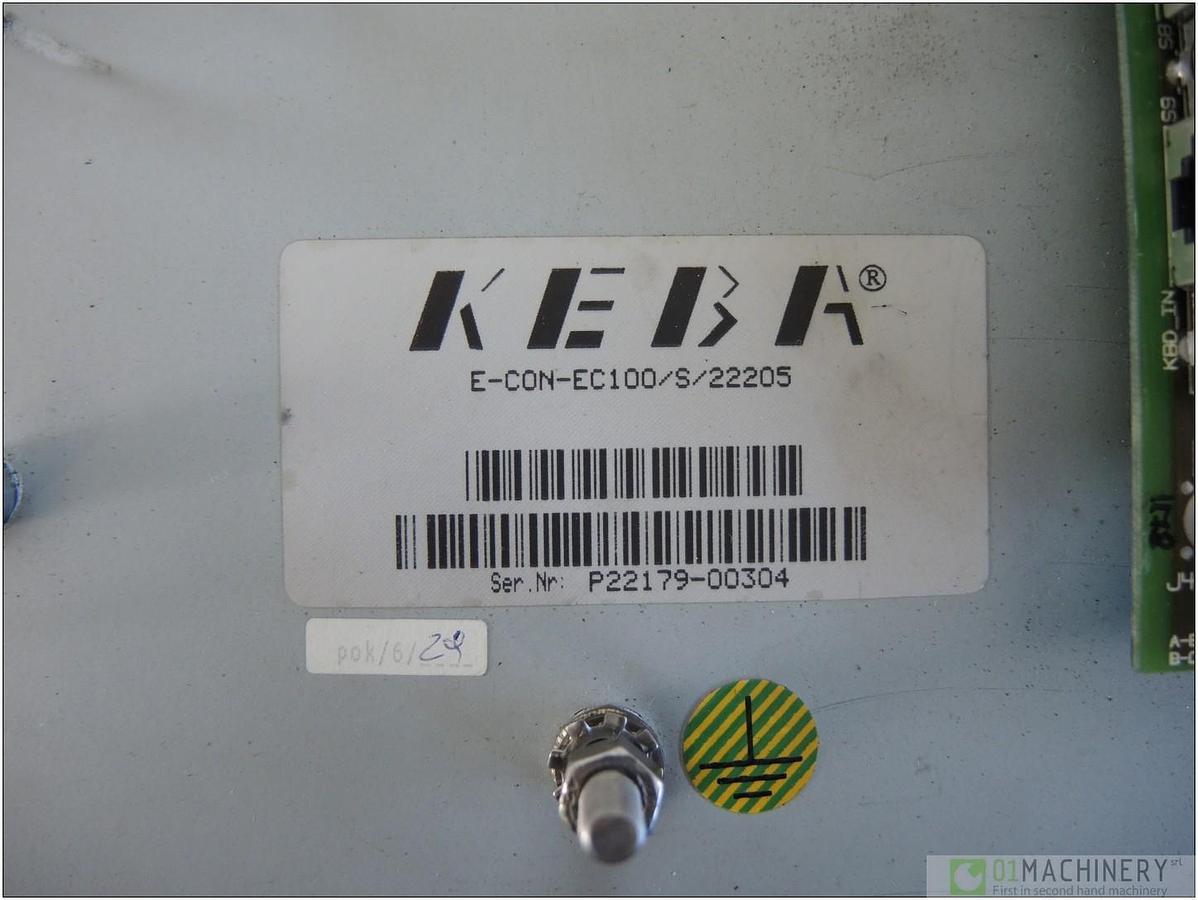 KEBA®
E-CON-EC100/S/22205
Ser.Nr: P22179-00304
pok/6/29
S8
S9
KBD_IN
J4
01MACHINERY srl
First in second hand machinery